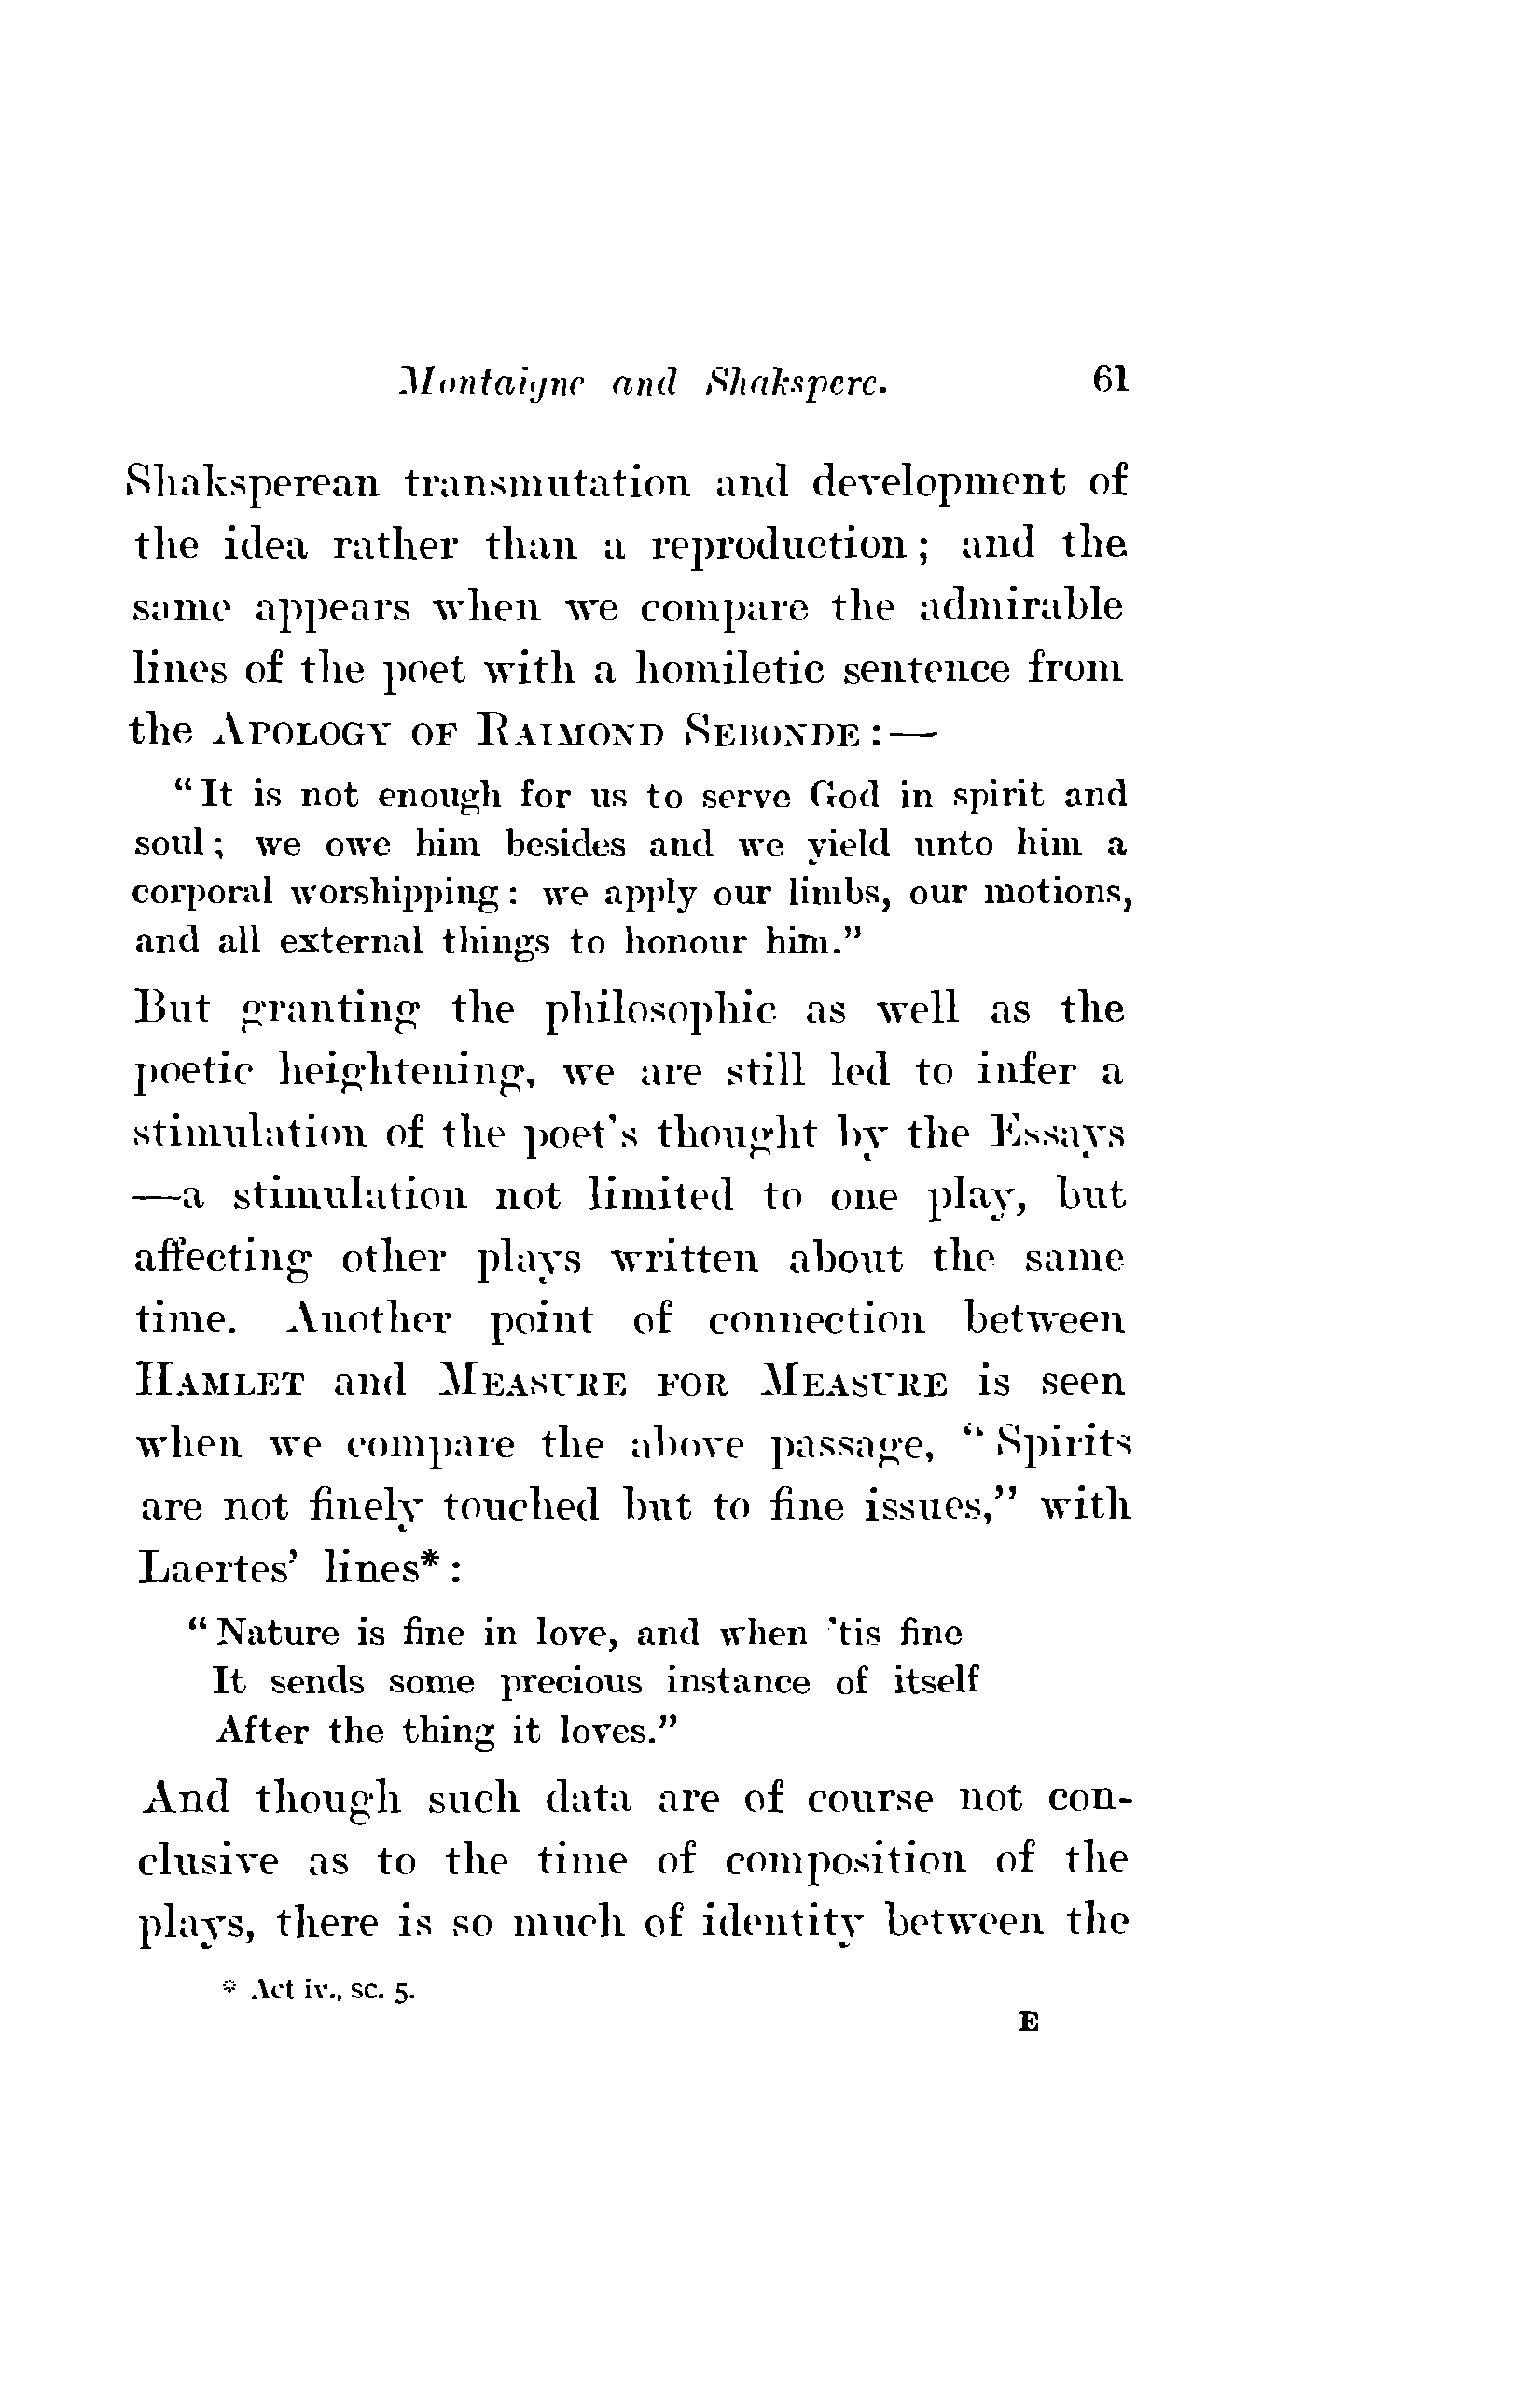 Montaigne and Shakspere. 61
Shaksperean transmutation and development of
the idea rather than a reproduction; and the
same appears when we compare the admirable
lines of the poet with a homiletic sentence from
the Apology of Raimond Sebonde:—
"It is not enough for us to serve God in spirit and
soul; we owe him besides and we yield unto him a
corporal worshipping: we apply our limbs, our motions,
and all external things to honour him."
But granting the philosophic as well as the
poetic heightening, we are still led to infer a
stimulation of the poet's thought by the Essays
—a stimulation not limited to one play, but
affecting other plays written about the same
time. Another point of connection between
Hamlet and Measure for Measure is seen
when we compare the above passage, "Spirits
are not finely touched but to fine issues," with
Laertes' lines*:
"Nature is fine in love, and when 'tis fine
It sends some precious instance of itself
After the thing it loves."
And though such data are of course not con-
clusive as to the time of composition of the
plays, there is so much of identity between the
* Act iv., sc. 5.
E